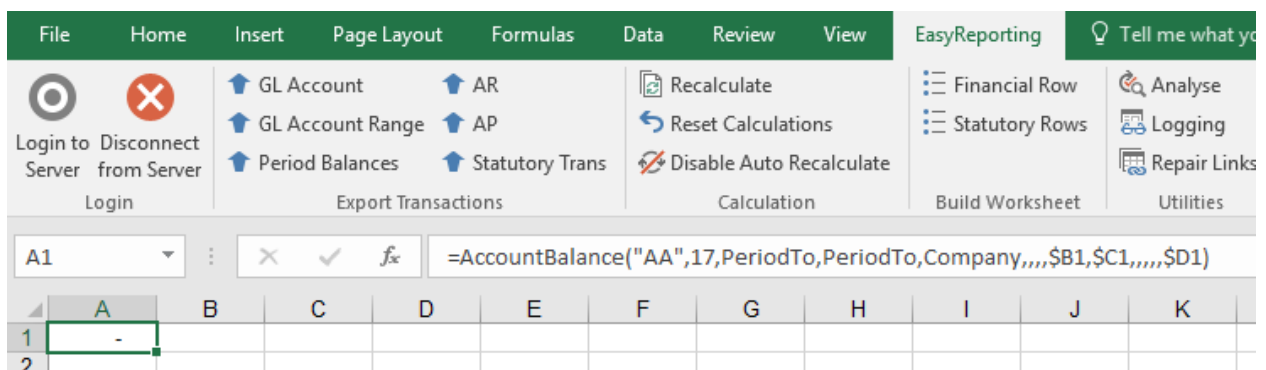 File Home Insert Page Layout Formulas Data Review View EasyReporting Tell me what yo
GL Account AR Recalculate Financial Row Analyse
Login to Disconnect GL Account Range AP Reset Calculations Statutory Rows Logging
Server from Server Period Balances Statutory Trans Disable Auto Recalculate Repair Links
Login Export Transactions Calculation Build Worksheet Utilities
A1 fx =AccountBalance("AA",17,PeriodTo,PeriodTo,Company,,,,$B1,$C1,,,,,$D1)
A B C D E F G H I J K
1 -
2